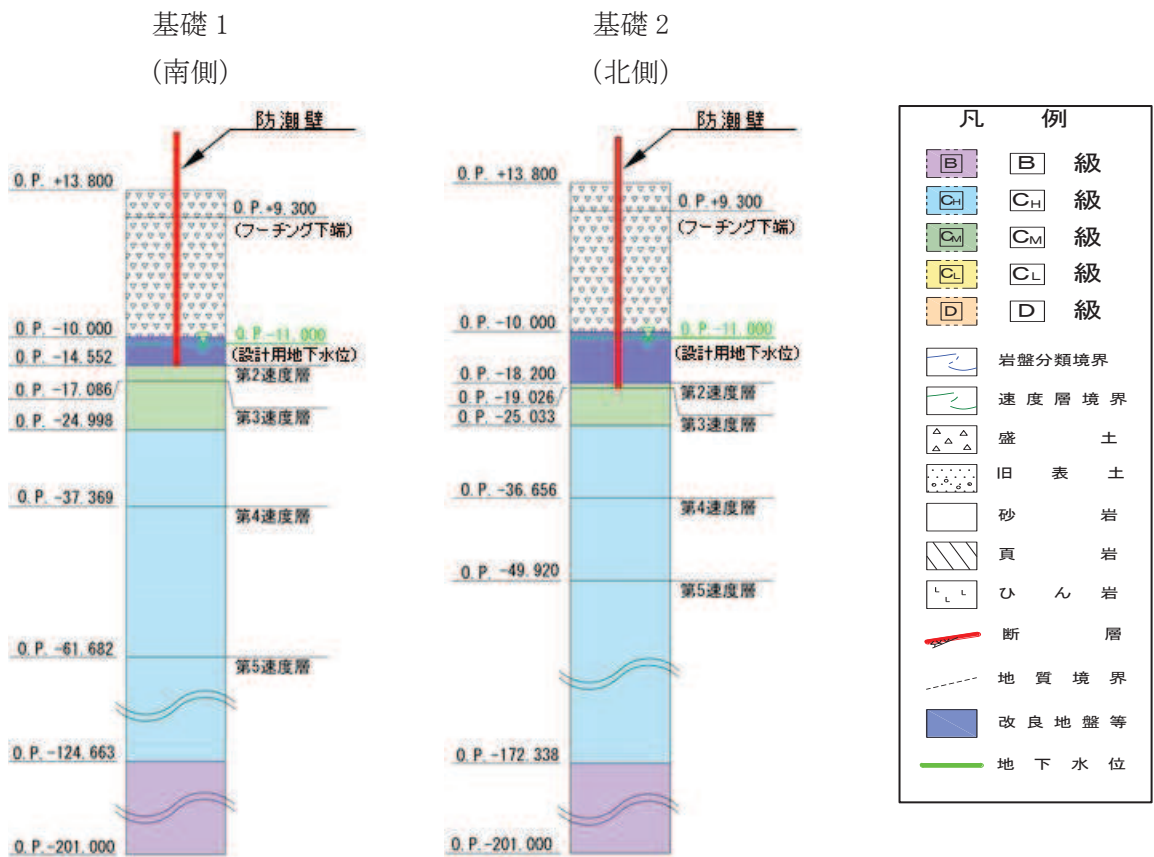 基礎 1
(南側)
防潮壁
O.P. +13.800
O.P.+9.300
(フーチング下端)
O.P. -10.000
O.P.-11.000
(設計用地下水位)
O.P. -14.552
第2速度層
O.P. -17.086
第3速度層
O.P. -24.998
O.P. -37.369
第4速度層
O.P. -61.682
第5速度層
O.P.-124.663
O.P.-201.000
基礎 2
(北側)
防潮壁
O.P. +13.800
O.P.+9.300
(フーチング下端)
O.P. -10.000
O.P.-11.000
(設計用地下水位)
O.P. -18.200
第2速度層
O.P. -19.026
第3速度層
O.P. -25.033
O.P. -36.656
第4速度層
O.P. -49.920
第5速度層
O.P.-172.338
O.P.-201.000
凡 例
B B 級
CH CH 級
CM CM 級
CL CL 級
D D 級
岩盤分類境界
速度層境界
盛土
旧表土
砂岩
頁岩
ひん岩
断層
地質境界
改良地盤等
地下水位